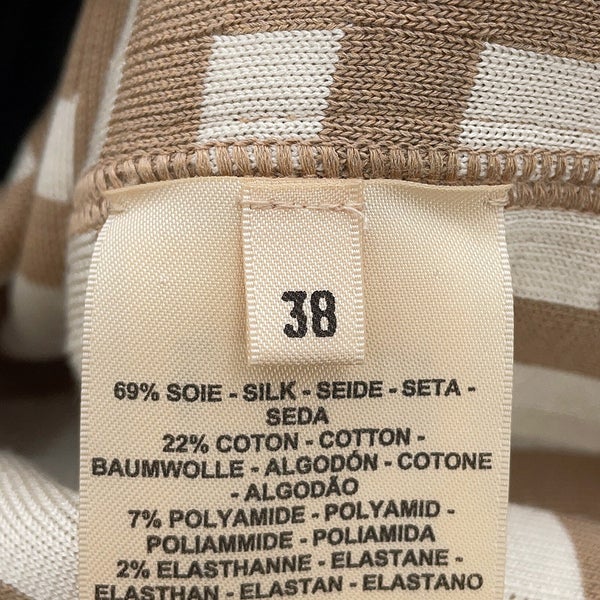 38
69% SOIE - SILK - SEIDE - SETA -
SEDA
22% COTON - COTTON -
BAUMWOLLE - ALGODÓN - COTONE
- ALGODÃO
7% POLYAMIDE - POLYAMID -
POLIAMMIDE - POLIAMIDA
2% ELASTHANNE - ELASTANE -
ELASTHAN - ELASTAN - ELASTANO